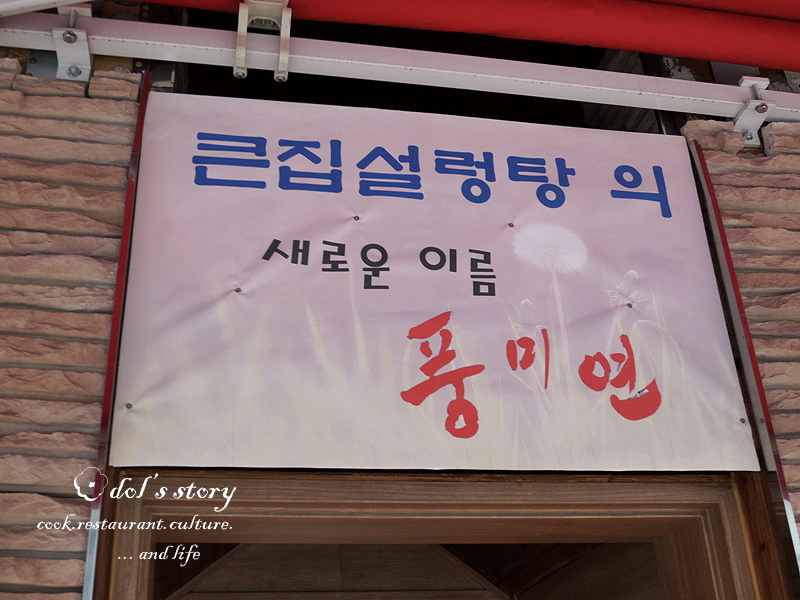 큰집설렁탕 의
새로운 이름
풍미연
dol's story
cook.restaurant.culture.
... and life